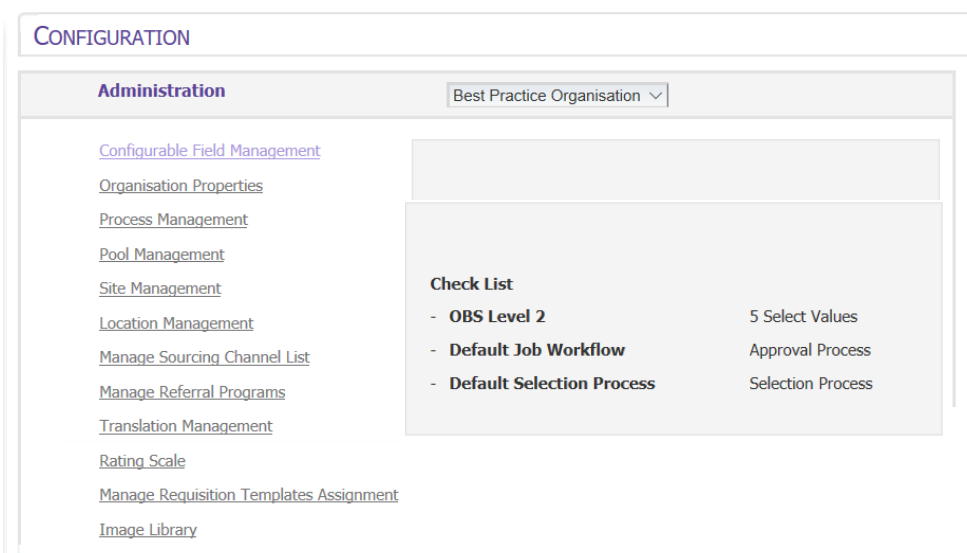 CONFIGURATION
Administration
Best Practice Organisation
Configurable Field Management
Organisation Properties
Process Management
Pool Management
Site Management
Location Management
Manage Sourcing Channel List
Manage Referral Programs
Translation Management
Rating Scale
Manage Requisition Templates Assignment
Image Library
Check List
- OBS Level 2 5 Select Values
- Default Job Workflow Approval Process
- Default Selection Process Selection Process